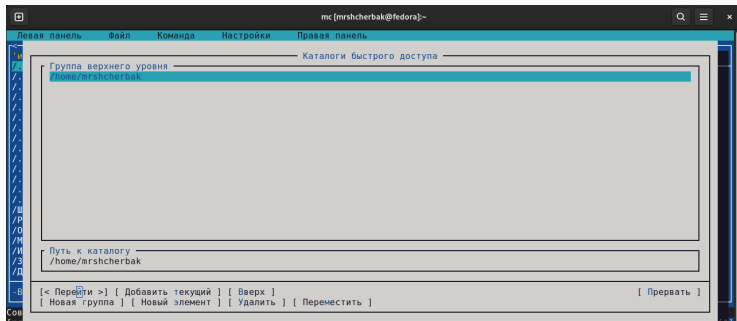 mc [mrshcherbak@fedora]:~
Левая панель Файл Команда Настройки Правая панель
Каталоги быстрого доступа
Группа верхнего уровня
/home/mrshcherbak
Путь к каталогу
/home/mrshcherbak
[< Перейти >] [ Добавить текущий ] [ Вверх ] [ Прервать ]
[ Новая группа ] [ Новый элемент ] [ Удалить ] [ Переместить ]